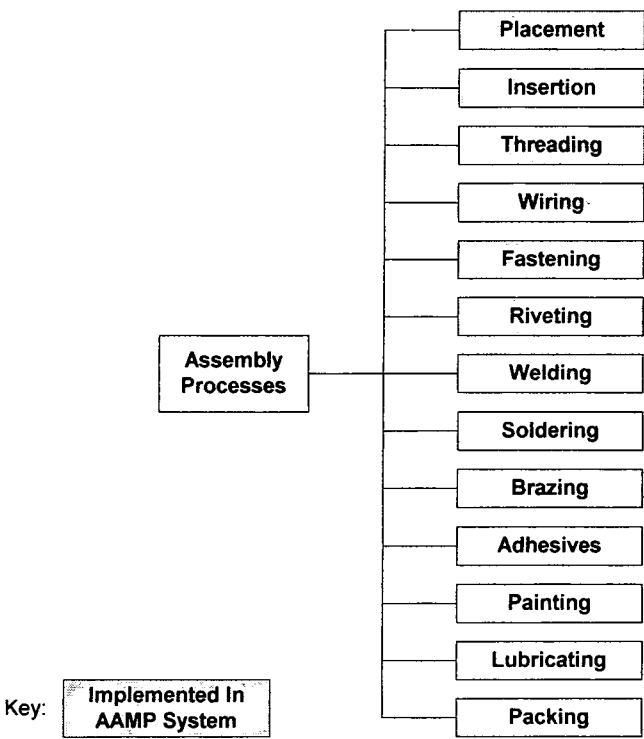 Placement
Insertion
Threading
Wiring
Fastening
Riveting
Assembly
Processes
Welding
Soldering
Brazing
Adhesives
Painting
Lubricating
Packing
Key:
Implemented In
AAMP System